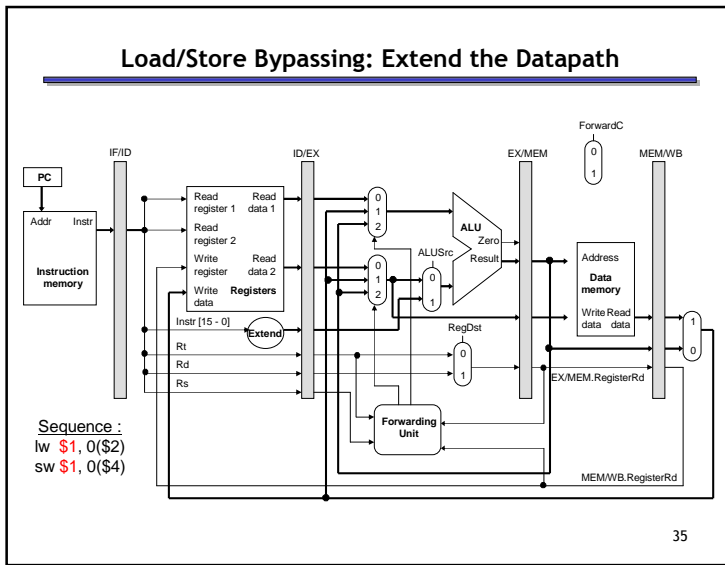 Load/Store Bypassing: Extend the Datapath
ForwardC
0
1
IF/ID
ID/EX
EX/MEM
MEM/WB
PC
Addr Instr
Instruction
memory
Read
register 1
Read
data 1
Read
register 2
Write
register
Read
data 2
Write
data
Registers
0
1
2
0
1
2
ALUSrc
0
1
ALU
Zero
Result
Address
Data
memory
Write
data
Read
data
1
0
Instr [15 - 0]
Extend
RegDst
0
1
Rt
Rd
Rs
EX/MEM.RegisterRd
Forwarding
Unit
MEM/WB.RegisterRd
Sequence :
lw $1, 0($2)
sw $1, 0($4)
35